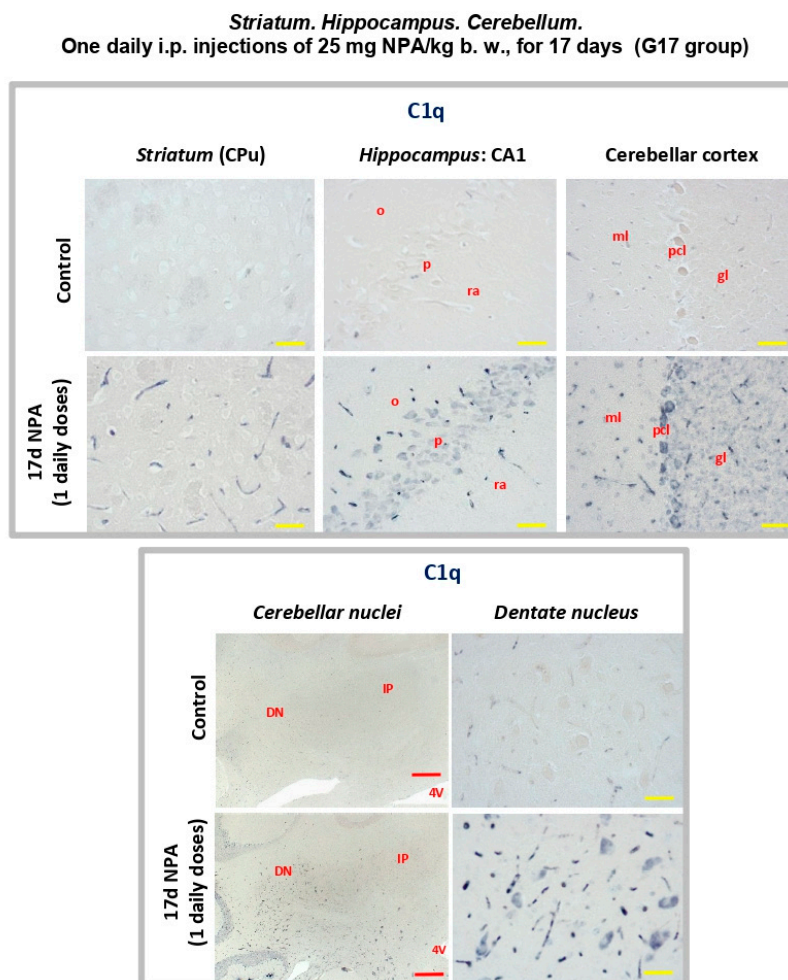 Striatum. Hippocampus. Cerebellum.
One daily i.p. injections of 25 mg NPA/kg b. w., for 17 days (G17 group)
C1q
Striatum (CPu)
Hippocampus: CA1
Cerebellar cortex
Control
o
p
ra
ml
pcl
gl
17d NPA
(1 daily doses)
o
p
ra
ml
pcl
gl
C1q
Cerebellar nuclei
Dentate nucleus
Control
DN
IP
4V
17d NPA
(1 daily doses)
DN
IP
4V